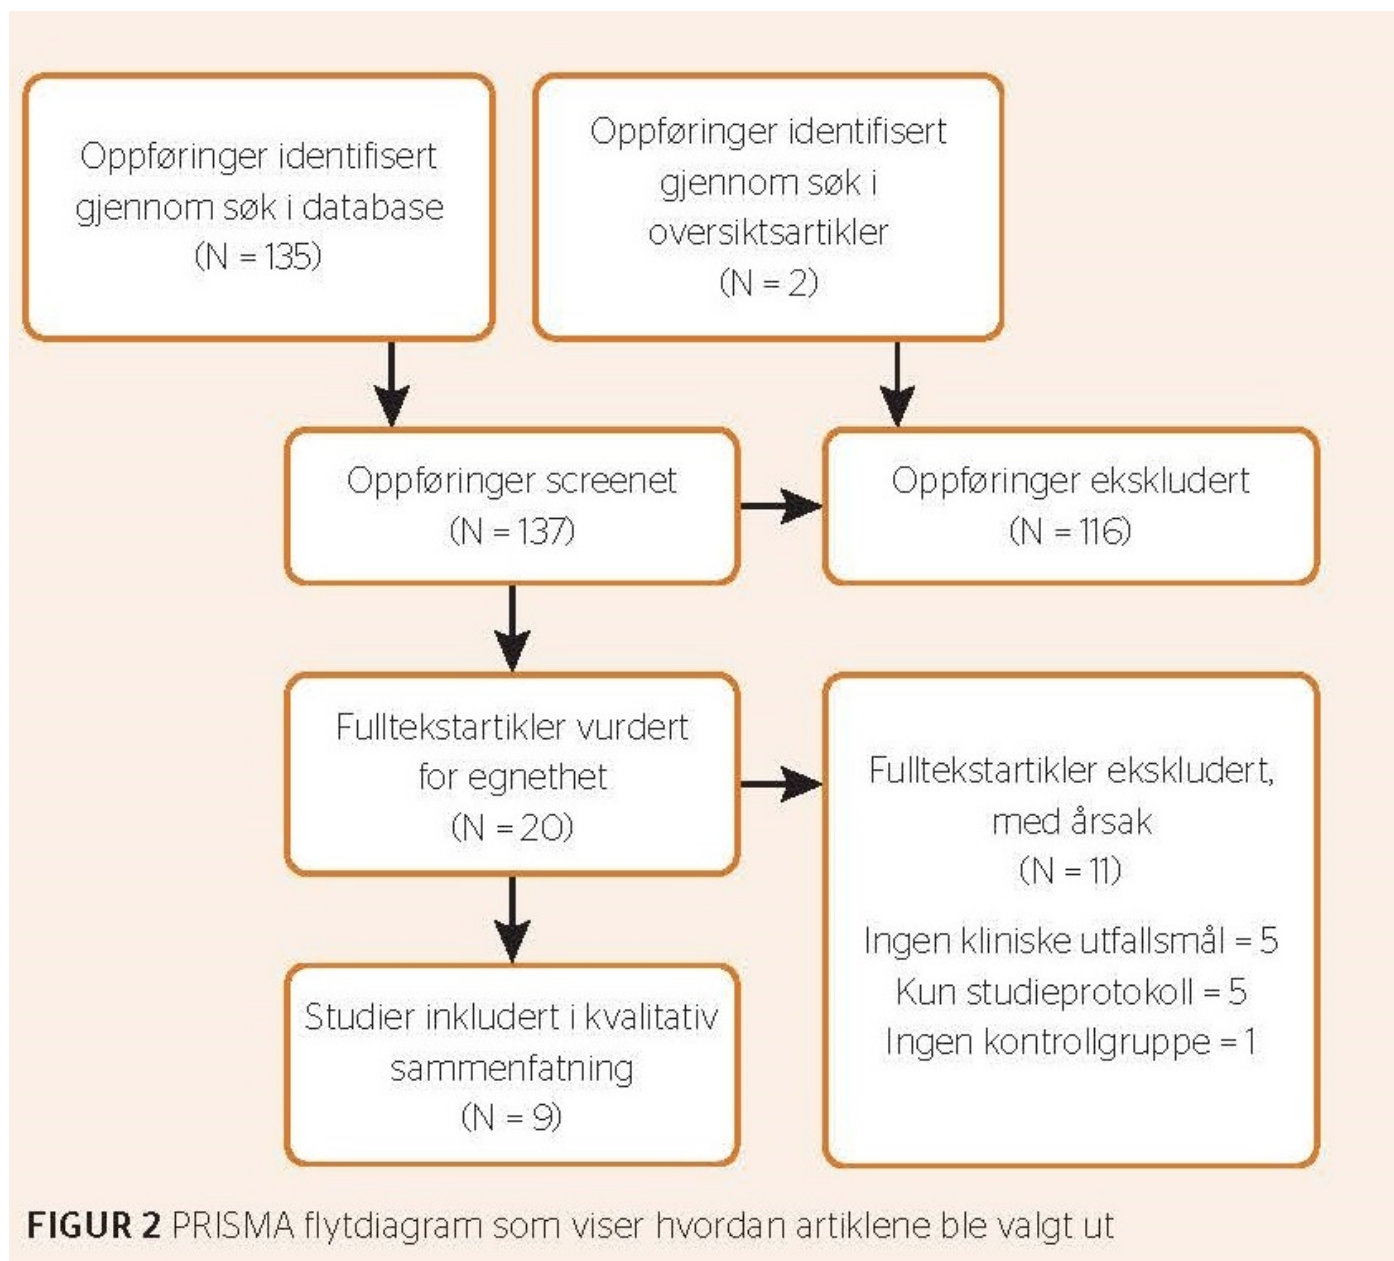 Oppføringer identifisert
gjennom søk i database
(N = 135)
Oppføringer identifisert
gjennom søk i
oversiktsartikler
(N = 2)
Oppføringer screenet
(N = 137)
Oppføringer ekskludert
(N = 116)
Fulltekstartikler vurdert
for egnethet
(N = 20)
Fulltekstartikler ekskludert,
med årsak
(N = 11)
Ingen kliniske utfallsmål = 5
Kun studieprotokoll = 5
Ingen kontrollgruppe = 1
Studier inkludert i kvalitativ
sammenfatning
(N = 9)
FIGUR 2 PRISMA flytdiagram som viser hvordan artiklene ble valgt ut